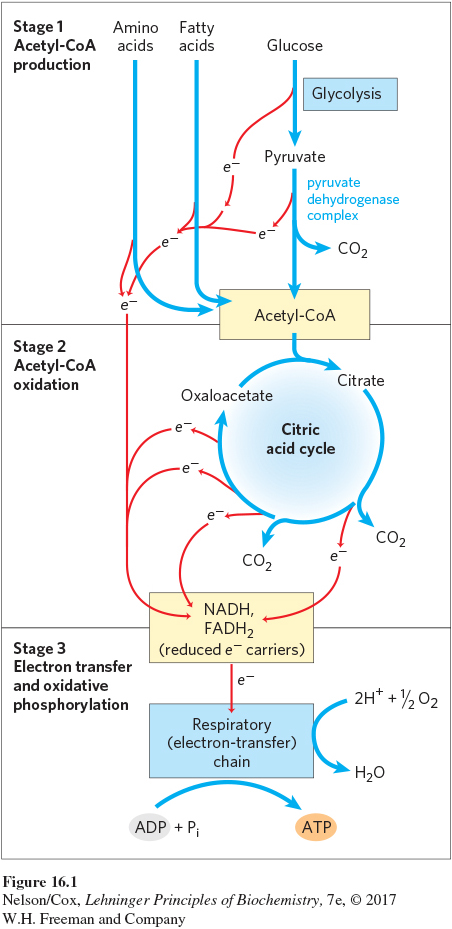 Stage 1
Acetyl-CoA
production
Amino
acids
Fatty
acids
Glucose
Glycolysis
e⁻
Pyruvate
pyruvate
dehydrogenase
complex
e⁻
e⁻
CO₂
e⁻
Acetyl-CoA
Stage 2
Acetyl-CoA
oxidation
Oxaloacetate
Citrate
e⁻
Citric
acid cycle
e⁻
e⁻
CO₂
e⁻
CO₂
NADH,
FADH₂
(reduced e⁻ carriers)
Stage 3
Electron transfer
and oxidative
phosphorylation
e⁻
2H⁺ + ½ O₂
Respiratory
(electron-transfer)
chain
H₂O
ADP + Pᵢ
ATP
Figure 16.1
Nelson/Cox, Lehninger Principles of Biochemistry, 7e, © 2017
W.H. Freeman and Company